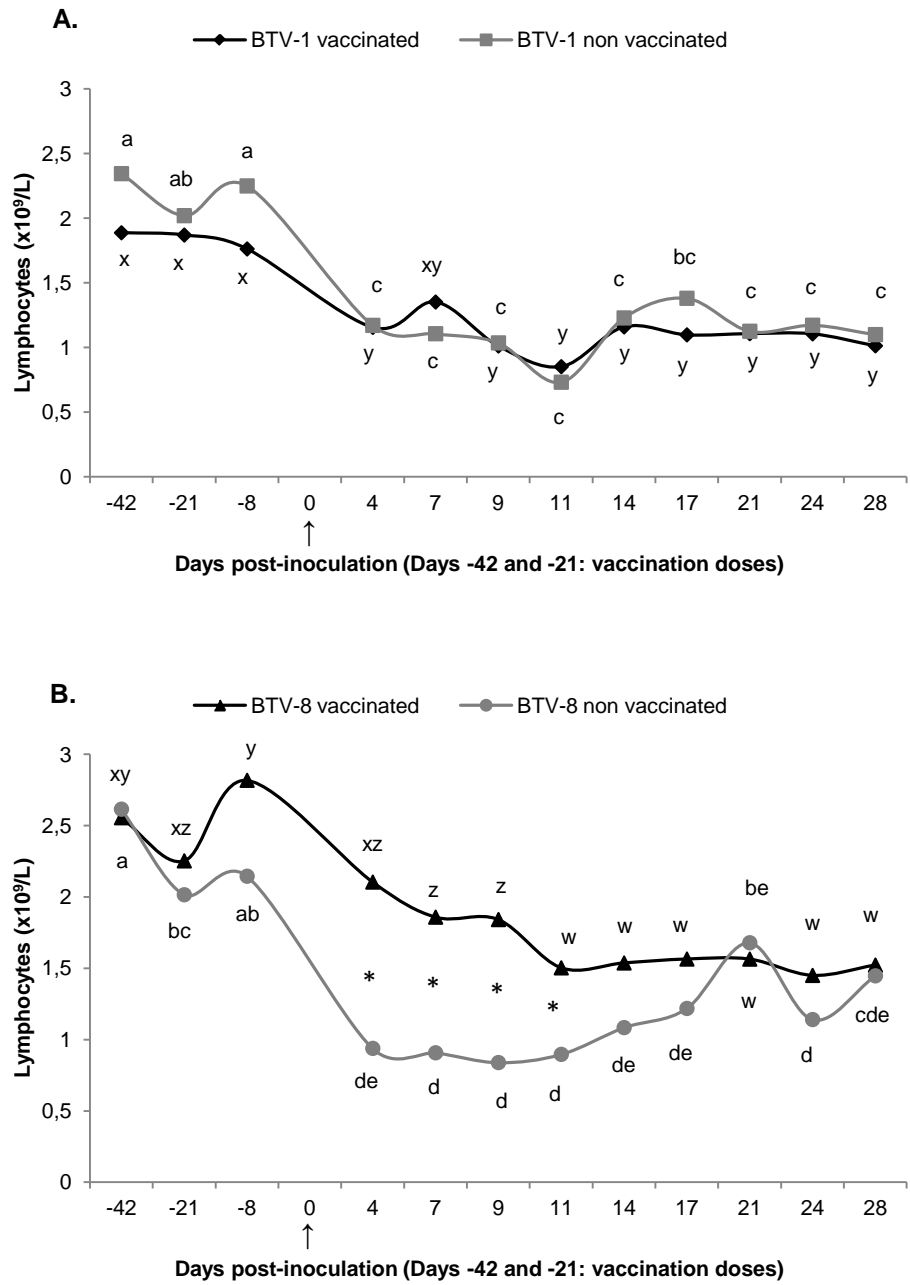 A.
BTV-1 vaccinated BTV-1 non vaccinated
3
a a
2,5
ab
2
x x x
xy bc
1,5
c c c c c c
y
1
y c y y y y y y
0,5
c
0
Lymphocytes (x10⁹/L)
-42 -21 -8 0 4 7 9 11 14 17 21 24 28
↑
Days post-inoculation (Days -42 and -21: vaccination doses)
B.
BTV-8 vaccinated BTV-8 non vaccinated
3
xy y
2,5
xz xz
a
z z be
2
bc ab
w w w w w
1,5
* * * *
w
cde
1
de d d d de de d
0,5
0
Lymphocytes (x10⁹/L)
-42 -21 -8 0 4 7 9 11 14 17 21 24 28
↑
Days post-inoculation (Days -42 and -21: vaccination doses)